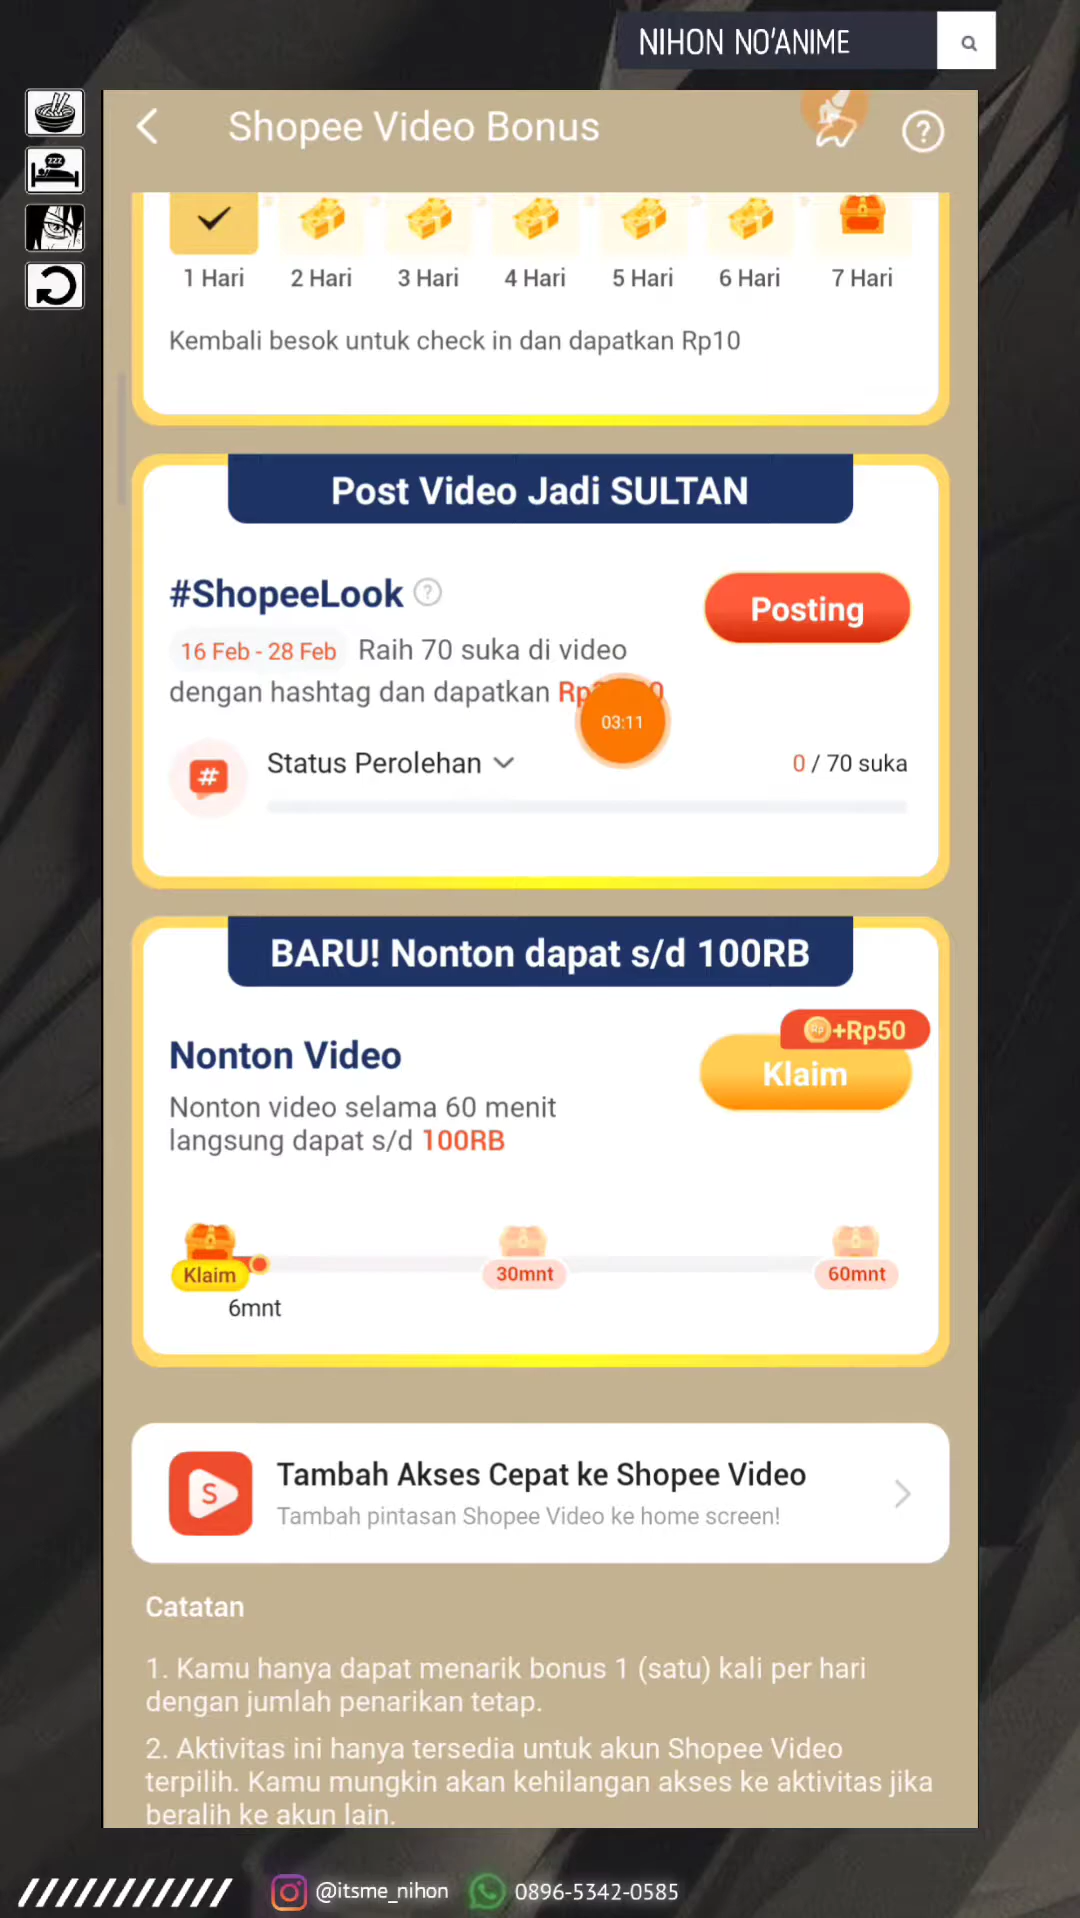 NIHON NO'ANIME
Shopee Video Bonus
1 Hari
2 Hari
3 Hari
4 Hari
5 Hari
6 Hari
7 Hari
Kembali besok untuk check in dan dapatkan Rp10
Post Video Jadi SULTAN
#ShopeeLook
Posting
16 Feb - 28 Feb Raih 70 suka di video
dengan hashtag dan dapatkan
03:11
Status Perolehan
0 / 70 suka
BARU! Nonton dapat s/d 100RB
+Rp50
Nonton Video
Klaim
Nonton video selama 60 menit
langsung dapat s/d 100RB
Klaim
30mnt
60mnt
6mnt
Tambah Akses Cepat ke Shopee Video
Tambah pintasan Shopee Video ke home screen!
Catatan
1. Kamu hanya dapat menarik bonus 1 (satu) kali per hari
dengan jumlah penarikan tetap.
2. Aktivitas ini hanya tersedia untuk akun Shopee Video
terpilih. Kamu mungkin akan kehilangan akses ke aktivitas jika
beralih ke akun lain.
@itsme_nihon
0896-5342-0585